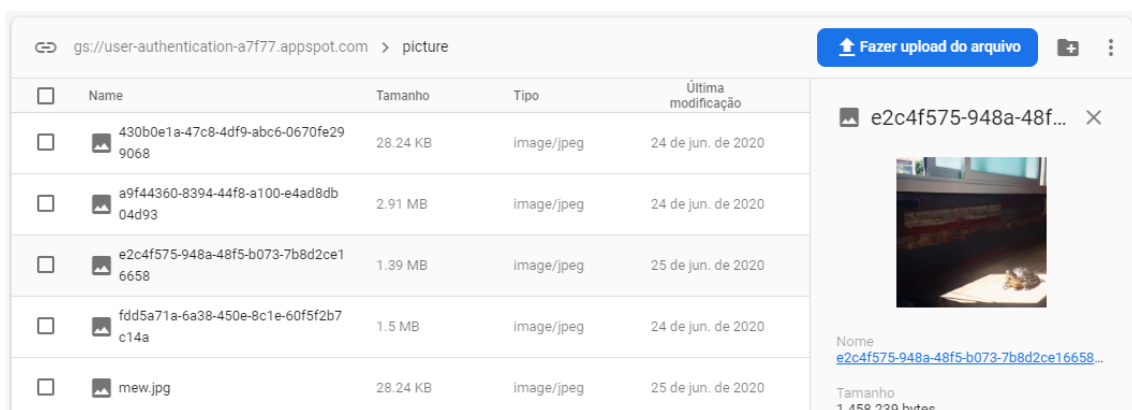 gs://user-authentication-a7f77.appspot.com > picture
Fazer upload do arquivo
Name Tamanho Tipo Última modificação
430b0e1a-47c8-4df9-abc6-0670fe29
9068
28.24 KB image/jpeg 24 de jun. de 2020
a9f44360-8394-44f8-a100-e4ad8db
04d93
2.91 MB image/jpeg 24 de jun. de 2020
e2c4f575-948a-48f5-b073-7b8d2ce1
6658
1.39 MB image/jpeg 25 de jun. de 2020
fdd5a71a-6a38-450e-8c1e-60f5f2b7
c14a
1.5 MB image/jpeg 24 de jun. de 2020
mew.jpg 28.24 KB image/jpeg 25 de jun. de 2020
e2c4f575-948a-48f...
Nome
e2c4f575-948a-48f5-b073-7b8d2ce16658...
Tamanho
1.458.239 bytes